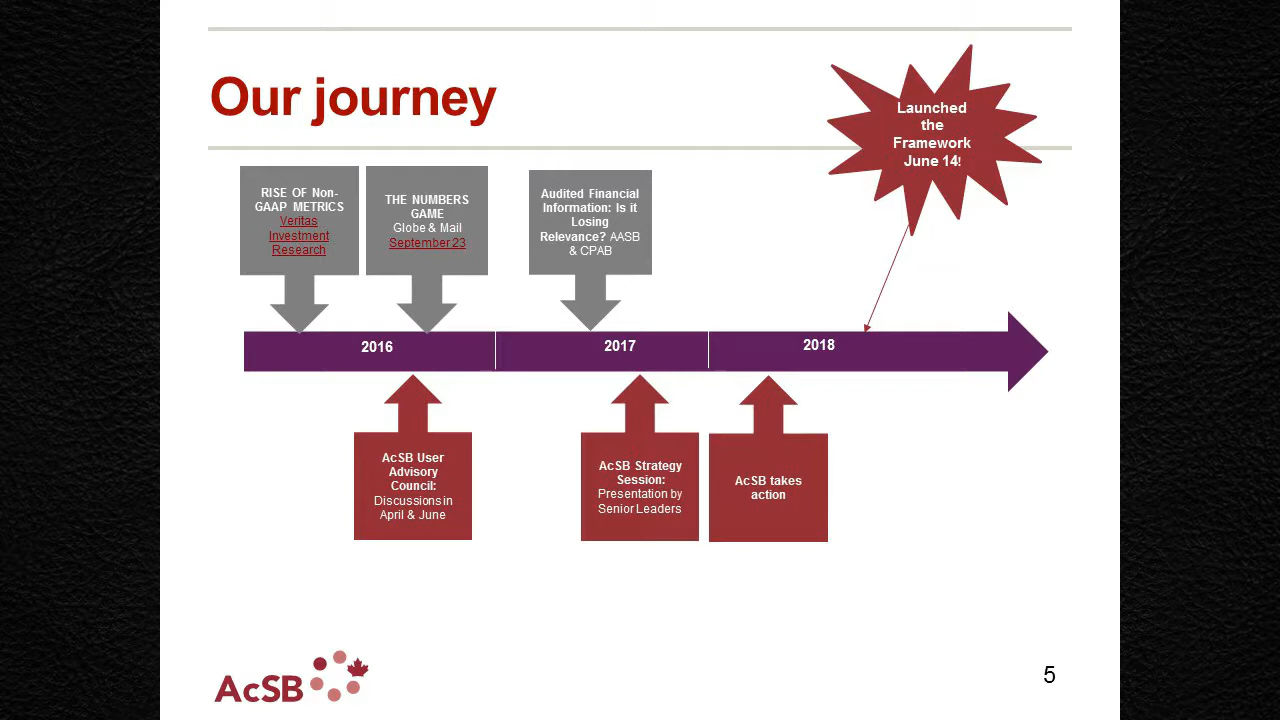 Our journey
Launched
the
Framework
June 14!
RISE OF Non-
GAAP METRICS
Veritas
Investment
Research
THE NUMBERS
GAME
Globe & Mail
September 23
Audited Financial
Information: Is it
Losing
Relevance? AASB
& CPAB
2016
2017
2018
AcSB User
Advisory
Council:
Discussions in
April & June
AcSB Strategy
Session:
Presentation by
Senior Leaders
AcSB takes
action
AcSB
5